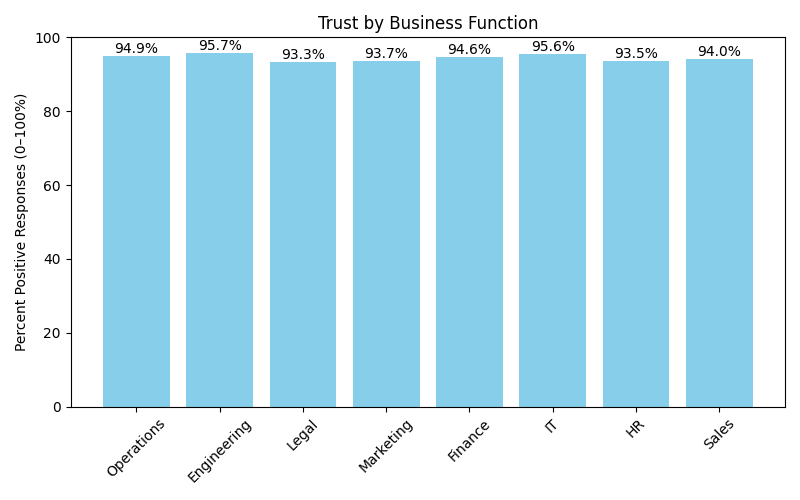 Trust by Business Function
Percent Positive Responses (0–100%)
100
80
60
40
20
0
94.9%
95.7%
93.3%
93.7%
94.6%
95.6%
93.5%
94.0%
Operations
Engineering
Legal
Marketing
Finance
IT
HR
Sales